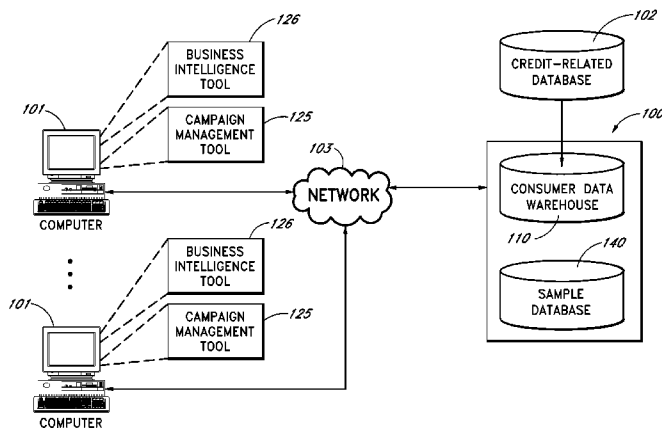 126
BUSINESS
INTELLIGENCE
TOOL
125
CAMPAIGN
MANAGEMENT
TOOL
101
COMPUTER
126
BUSINESS
INTELLIGENCE
TOOL
125
CAMPAIGN
MANAGEMENT
TOOL
101
COMPUTER
103
NETWORK
102
CREDIT-RELATED
DATABASE
100
CONSUMER DATA
WAREHOUSE
110
140
SAMPLE
DATABASE